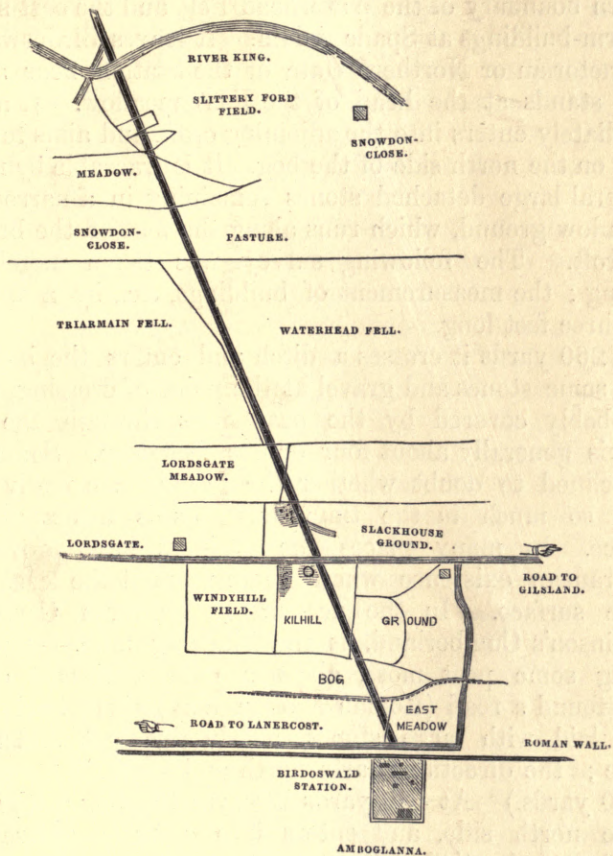 RIVER KING.
SLITTERY FORD
FIELD.
SNOWDON-
CLOSE.
MEADOW.
SNOWDON-
CLOSE.
PASTURE.
TRIARMAIN FELL.
WATERHEAD FELL.
LORDSGATE
MEADOW.
LORDSGATE.
SLACKHOUSE
GROUND.
ROAD TO
GILSLAND.
WINDYHILL
FIELD.
KILHILL
GROUND
BOG
EAST
MEADOW
ROAD TO LANERCOST.
ROMAN WALL.
BIRDOSWALD
STATION.
AMBOGLANNA.